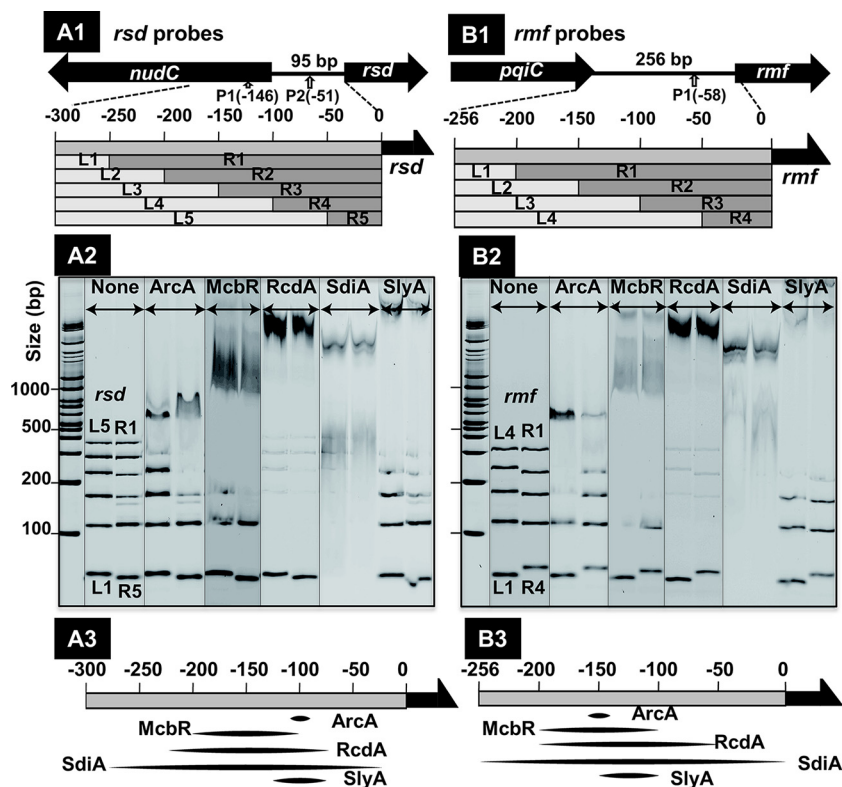 A1 rsd probes
95 bp
nudC rsd
P1(-146) P2(-51)
-300 -250 -200 -150 -100 -50 0
L1 R1
rsd
L2 R2
L3 R3
L4 R4
L5 R5
B1 rmf probes
256 bp
pqiC rmf
P1(-58)
-256 -200 -150 -100 -50 0
L1 R1
rmf
L2 R2
L3 R3
L4 R4
A2
None ArcA McbR RcdA SdiA SlyA
Size (bp)
1000
500
200
100
rsd
L5 R1
L1 R5
B2
None ArcA McbR RcdA SdiA SlyA
rmf
L4 R1
L1 R4
A3
-300 -250 -200 -150 -100 -50 0
ArcA
McbR
RcdA
SdiA
SlyA
B3
-256 -200 -150 -100 -50 0
ArcA
McbR
RcdA
SdiA
SlyA